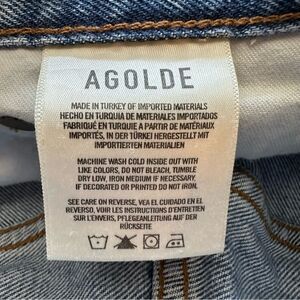 AGOLDE
MADE IN TURKEY OF IMPORTED MATERIALS
HECHO EN TURQUIA DE MATERIALES IMPORTADOS
FABRIQUÉ EN TURQUIE A PARTIR DE MATÉRIAUX
IMPORTÉS, IN DER TÜRKEI HERGESTELLT MIT
IMPORTIERTEN MATERIALIEN
MACHINE WASH COLD INSIDE OUT WITH
LIKE COLORS, DO NOT BLEACH, TUMBLE
DRY LOW, IRON MEDIUM IF NECESSARY.
IF DECORATED OR PRINTED DO NOT IRON.
SEE CARE ON REVERSE, VEA EL CUIDADO EN EL
REVERSO, VOIR LES INSTRUCTIONS D'ENTRETIEN
SUR L'ENVERS, PFLEGEANLEITUNG AUF DER
RÜCKSEITE